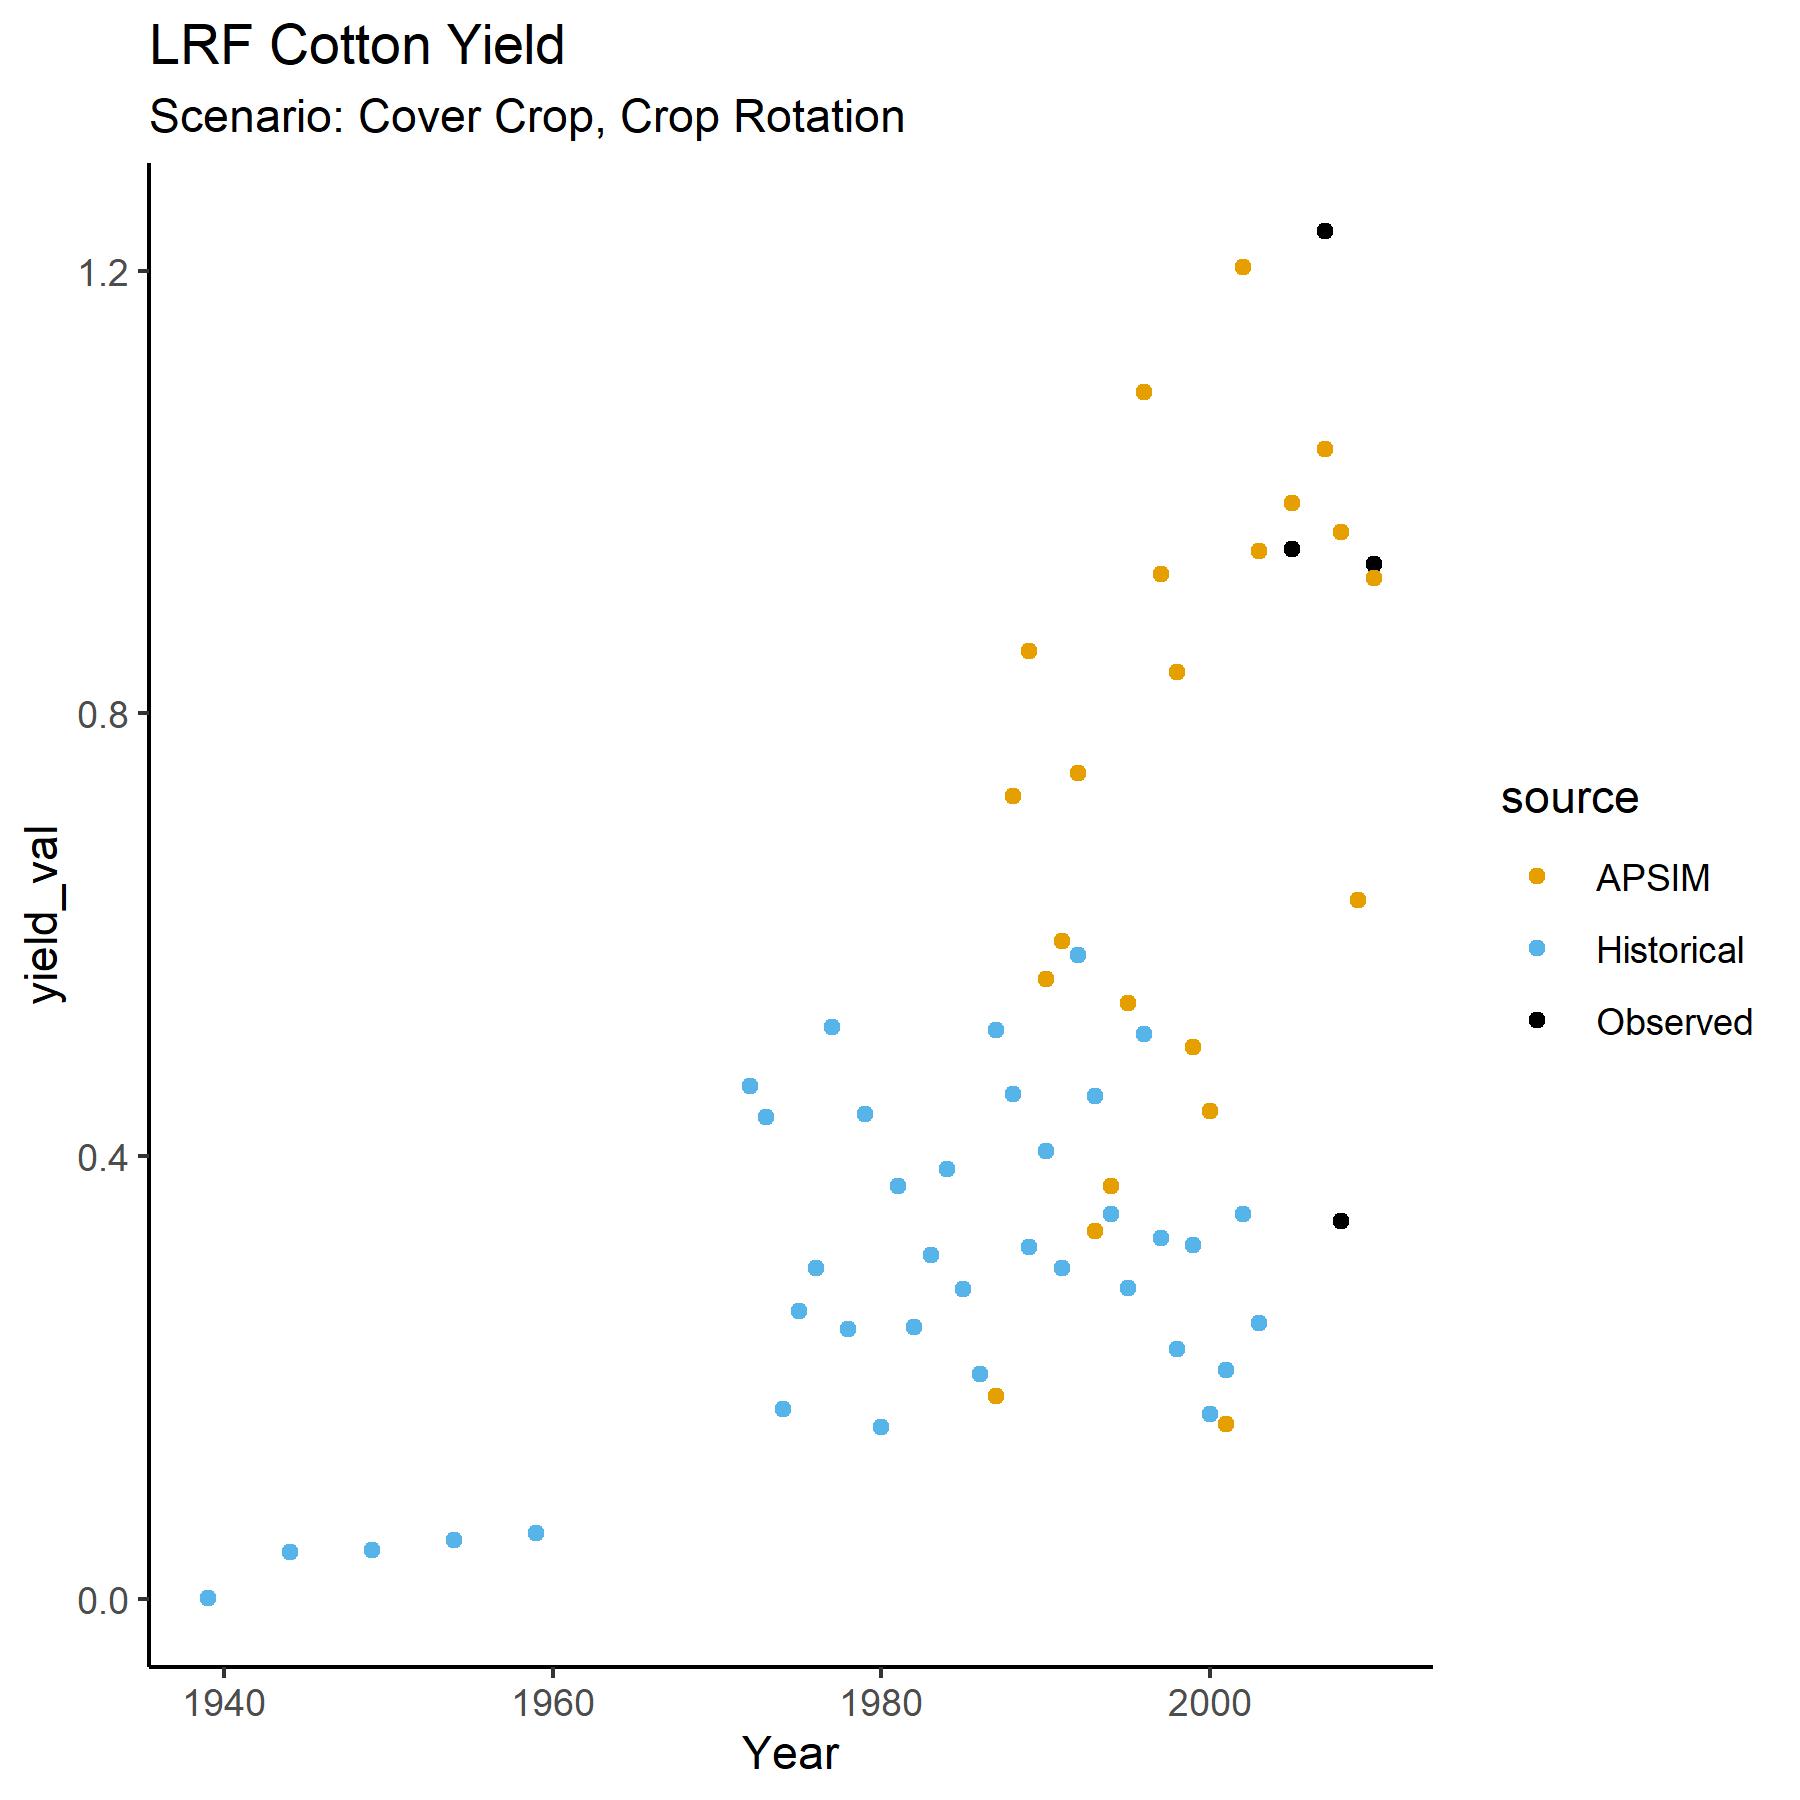 LRF Cotton Yield
Scenario: Cover Crop, Crop Rotation
1.2
0.8
0.4
0.0
yield_val
1940 1960 1980 2000
Year
source
APSIM
Historical
Observed